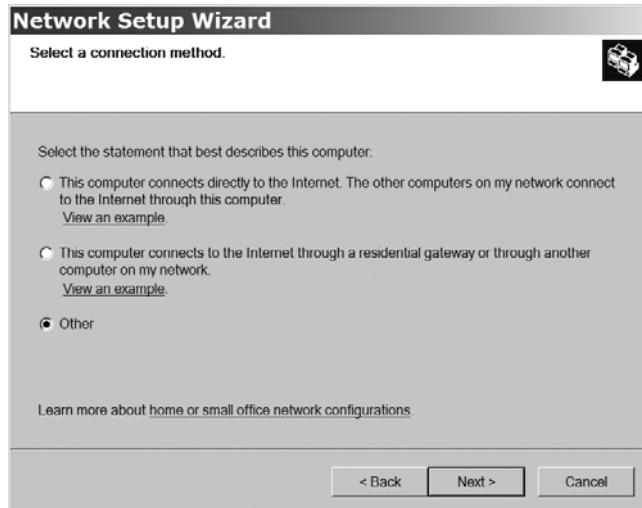 Network Setup Wizard
Select a connection method.
Select the statement that best describes this computer:
This computer connects directly to the Internet. The other computers on my network connect
to the Internet through this computer.
View an example.
This computer connects to the Internet through a residential gateway or through another
computer on my network.
View an example.
Other
Learn more about home or small office network configurations.
< Back Next > Cancel